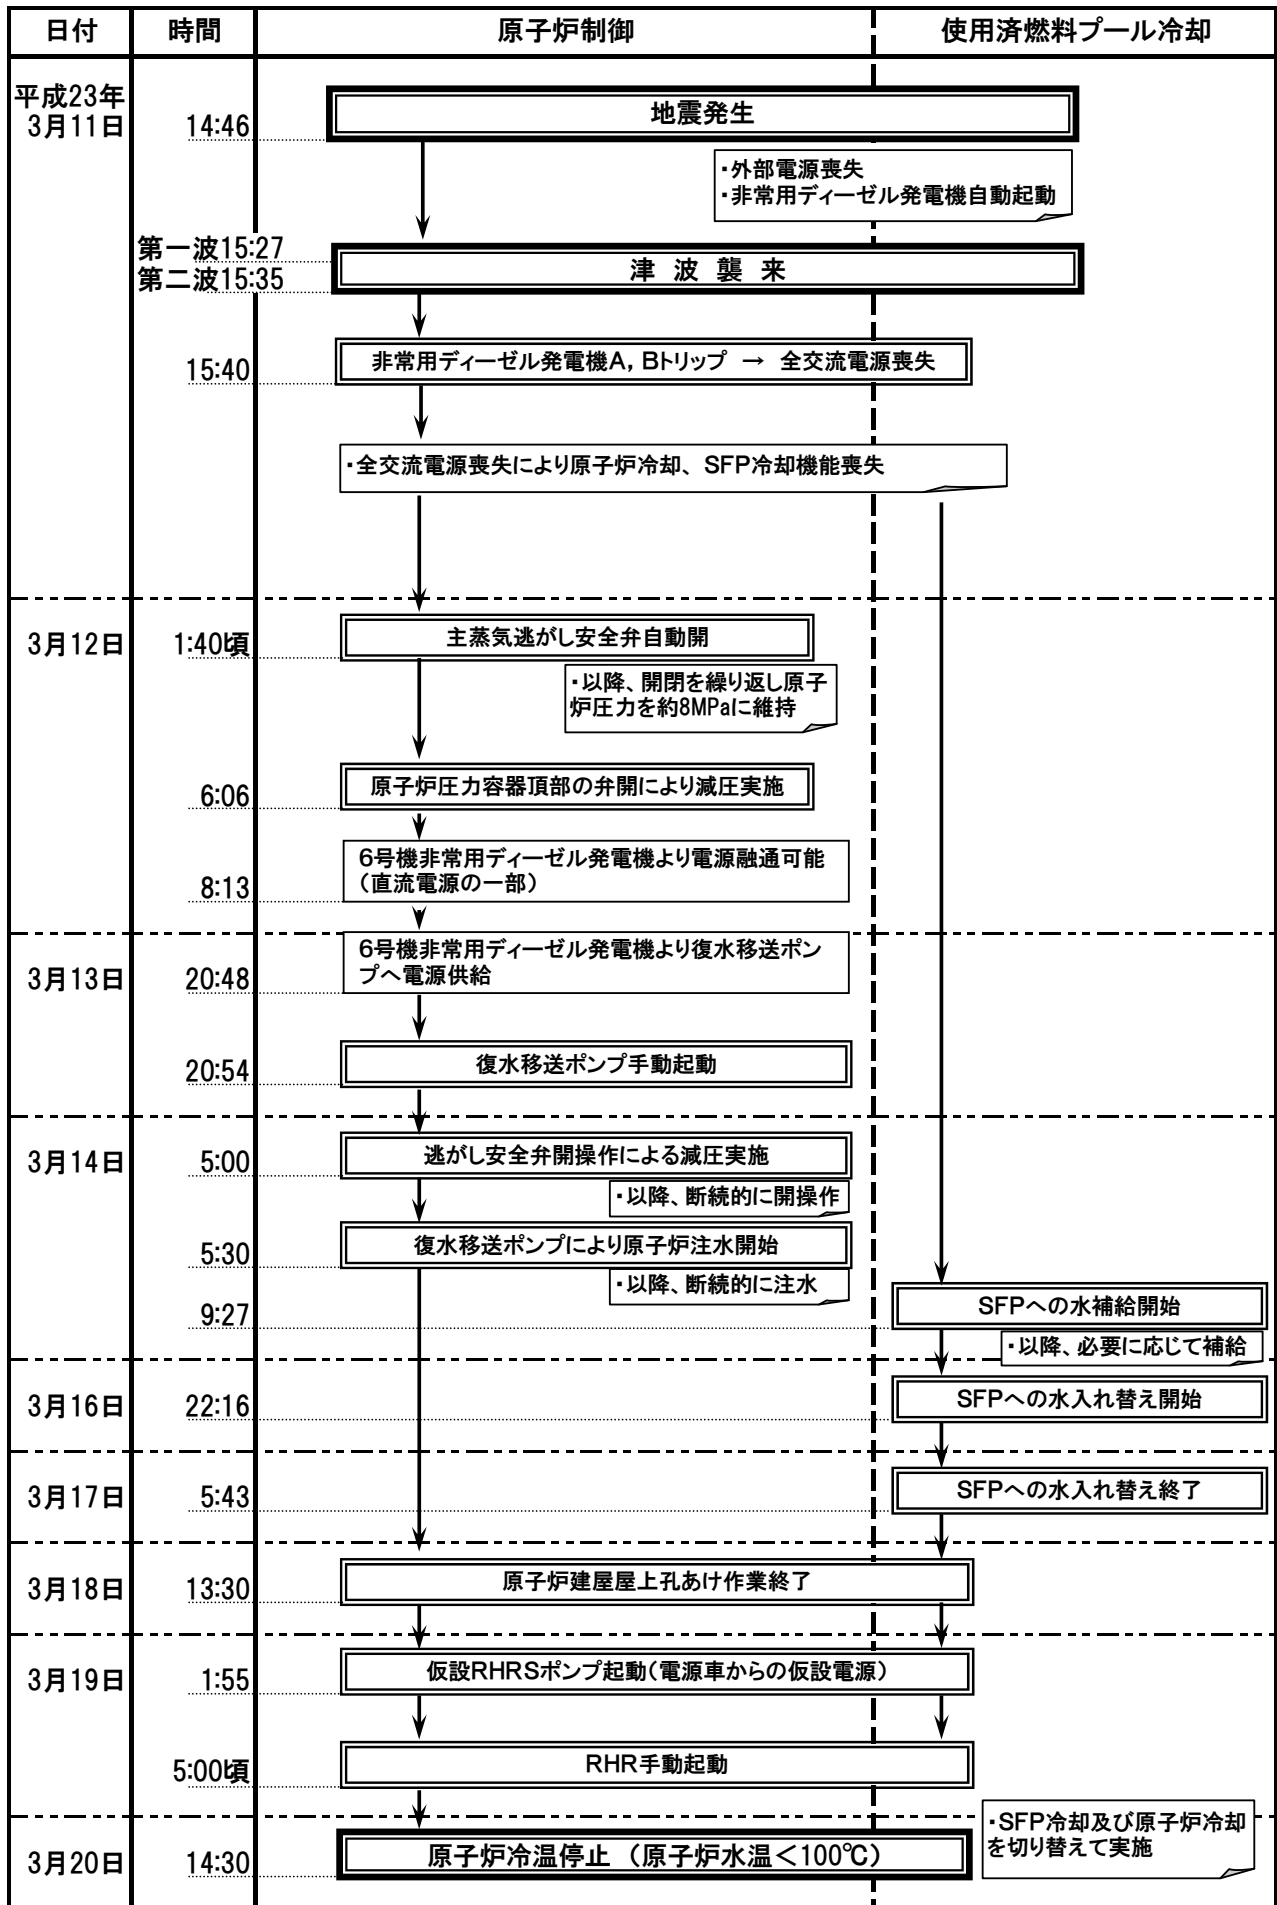 日付 時間 原子炉制御 使用済燃料プール冷却
平成23年
3月11日 14:46 地震発生
・外部電源喪失
・非常用ディーゼル発電機自動起動
第一波15:27
第二波15:35
津 波 襲 来
15:40 非常用ディーゼル発電機A,Bトリップ → 全交流電源喪失
・全交流電源喪失により原子炉冷却、SFP冷却機能喪失
3月12日 1:40頃 主蒸気逃がし安全弁自動開
・以降、開閉を繰り返し原子
炉圧力を約8MPaに維持
6:06 原子炉圧力容器頂部の弁開により減圧実施
6号機非常用ディーゼル発電機より電源融通可能
8:13 (直流電源の一部)
6号機非常用ディーゼル発電機より復水移送ポン
3月13日 20:48 プへ電源供給
20:54 復水移送ポンプ手動起動
3月14日 5:00 逃がし安全弁開操作による減圧実施
・以降、断続的に開操作
5:30 復水移送ポンプにより原子炉注水開始
・以降、断続的に注水
9:27 SFPへの水補給開始
・以降、必要に応じて補給
3月16日 22:16 SFPへの水入れ替え開始
3月17日 5:43 SFPへの水入れ替え終了
3月18日 13:30 原子炉建屋屋上孔あけ作業終了
3月19日 1:55 仮設RHRSポンプ起動(電源車からの仮設電源)
5:00頃 RHR手動起動
・SFP冷却及び原子炉冷却
を切り替えて実施
3月20日 14:30 原子炉冷温停止 (原子炉水温<100℃)